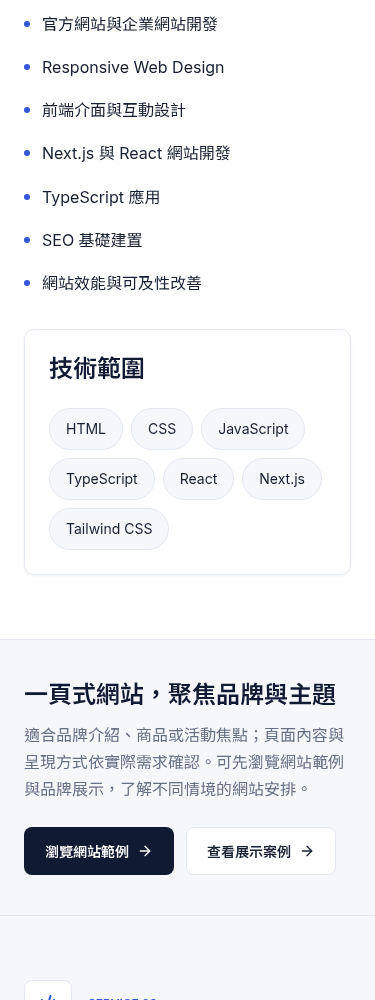 官方網站與企業網站開發
Responsive Web Design
前端介面與互動設計
Next.js 與 React 網站開發
TypeScript 應用
SEO 基礎建置
網站效能與可及性改善
技術範圍
HTML
CSS
JavaScript
TypeScript
React
Next.js
Tailwind CSS
一頁式網站，聚焦品牌與主題
適合品牌介紹、商品或活動焦點；頁面內容與
呈現方式依實際需求確認。可先瀏覽網站範例
與品牌展示，了解不同情境的網站安排。
瀏覽網站範例
查看展示案例